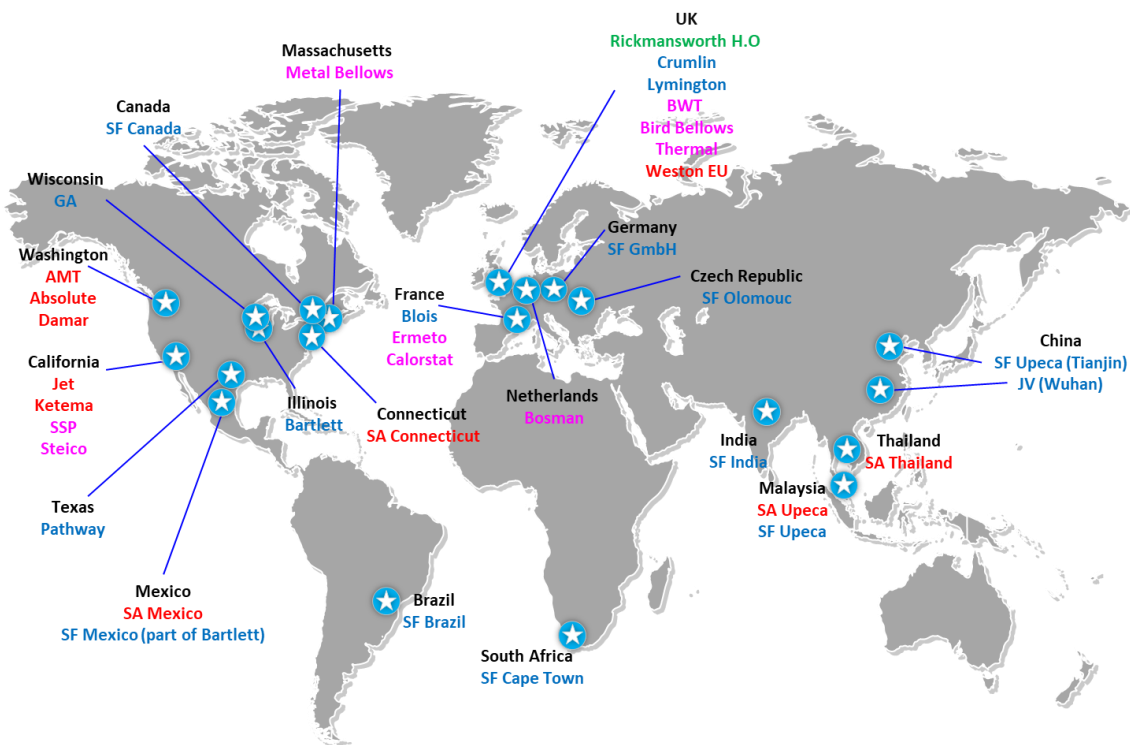 UK
Rickmansworth H.O
Crumlin
Lymington
BWT
Bird Bellows
Thermal
Weston EU
Massachusetts
Metal Bellows
Canada
SF Canada
Wisconsin
GA
Washington
AMT
Absolute
Damar
California
Jet
Ketema
SSP
Steico
Texas
Pathway
Mexico
SA Mexico
SF Mexico (part of Bartlett)
Illinois
Bartlett
Connecticut
SA Connecticut
France
Blois
Ermeto
Calorstat
Germany
SF GmbH
Czech Republic
SF Olomouc
Netherlands
Bosman
China
SF Upeca (Tianjin)
JV (Wuhan)
India
SF India
Thailand
SA Thailand
Malaysia
SA Upeca
SF Upeca
Brazil
SF Brazil
South Africa
SF Cape Town